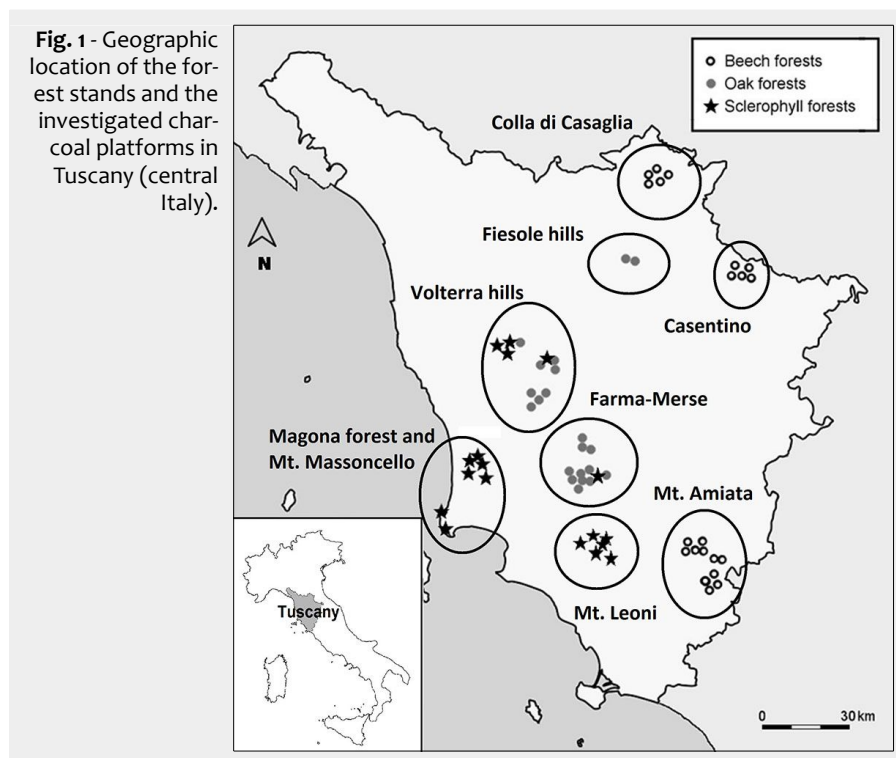 Fig. 1 - Geographic
location of the for-
est stands and the
investigated char-
coal platforms in
Tuscany (central
Italy).
Beech forests
Oak forests
Sclerophyll forests
Colla di Casaglia
Fiesole hills
N
Volterra hills
Casentino
Farma-Merse
Magona forest and
Mt. Massoncello
Mt. Amiata
Tuscany
Mt. Leoni
0 30 km